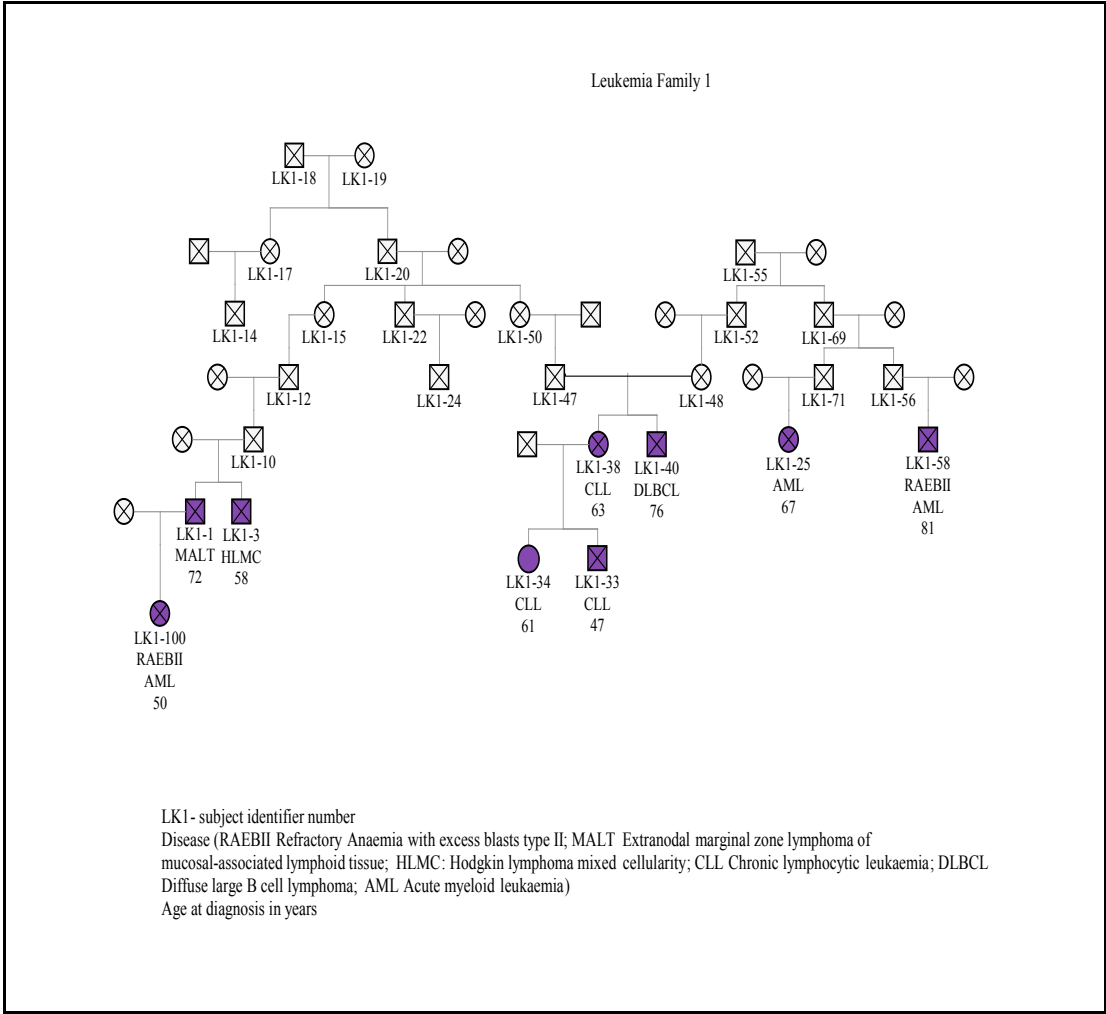 Leukemia Family 1
LK1-18 LK1-19
LK1-17 LK1-20 LK1-55
LK1-14 LK1-15 LK1-22 LK1-50 LK1-52 LK1-69
LK1-12 LK1-24 LK1-47 LK1-48 LK1-71 LK1-56
LK1-10
LK1-38 LK1-40 LK1-25 LK1-58
CLL DLBCL AML RAEBII
63 76 67 AML
81
LK1-1 LK1-3
MALT HLMC
72 58
LK1-34 LK1-33
CLL CLL
61 47
LK1-100
RAEBII
AML
50
LK1- subject identifier number
Disease (RAEBII Refractory Anaemia with excess blasts type II; MALT Extranodal marginal zone lymphoma of
mucosal-associated lymphoid tissue; HLMC: Hodgkin lymphoma mixed cellularity; CLL Chronic lymphocytic leukaemia; DLBCL
Diffuse large B cell lymphoma; AML Acute myeloid leukaemia)
Age at diagnosis in years